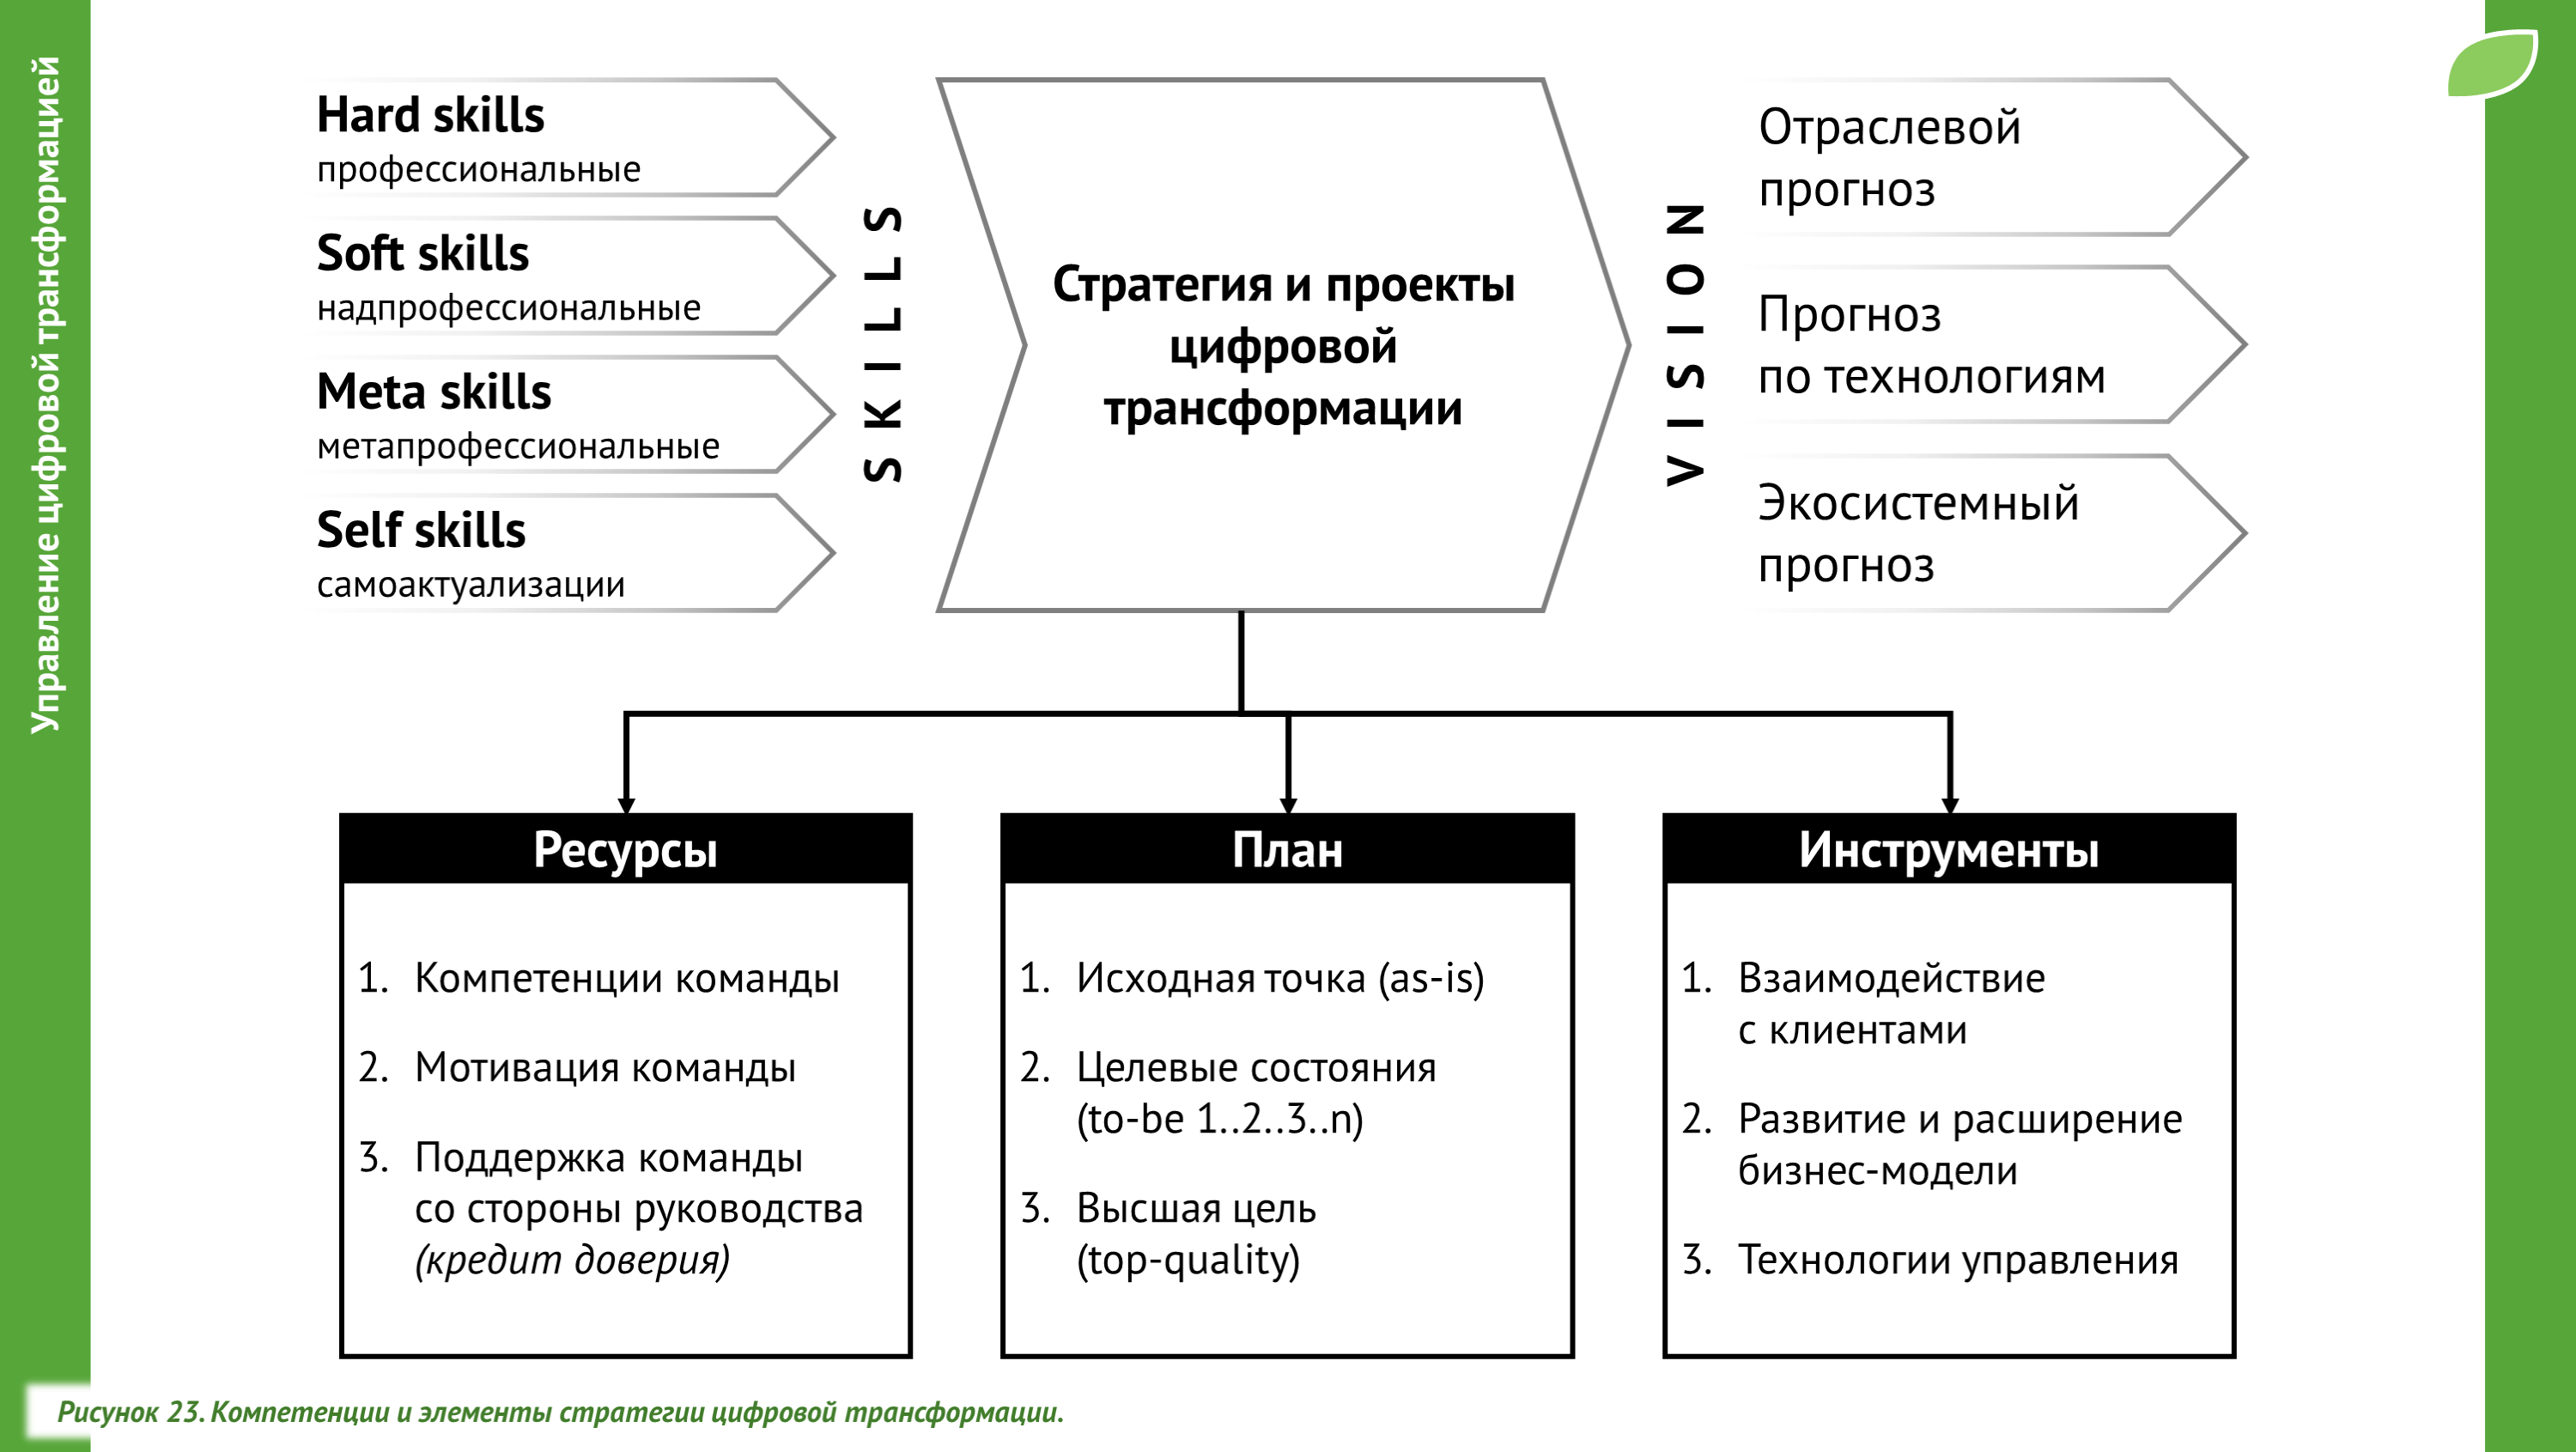 Управление цифровой трансформацией
Hard skills
профессиональные
Soft skills
надпрофессиональные
Meta skills
метапрофессиональные
Self skills
самоактуализации
SKILLS
Стратегия и проекты
цифровой
трансформации
VISION
Отраслевой
прогноз
Прогноз
по технологиям
Экосистемный
прогноз
Ресурсы
1. Компетенции команды
2. Мотивация команды
3. Поддержка команды
со стороны руководства
(кредит доверия)
План
1. Исходная точка (as-is)
2. Целевые состояния
(to-be 1..2..3..n)
3. Высшая цель
(top-quality)
Инструменты
1. Взаимодействие
с клиентами
2. Развитие и расширение
бизнес-модели
3. Технологии управления
Рисунок 23. Компетенции и элементы стратегии цифровой трансформации.